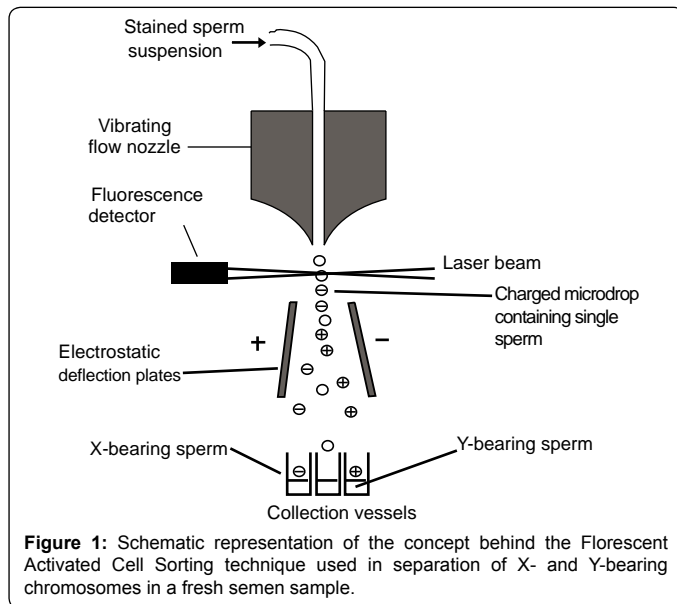 Stained sperm
suspension
Vibrating
flow nozzle
Fluorescence
detector
Laser beam
Charged microdrop
containing single
sperm
+
−
Electrostatic
deflection plates
X-bearing sperm
Y-bearing sperm
Collection vessels
Figure 1: Schematic representation of the concept behind the Florescent
Activated Cell Sorting technique used in separation of X- and Y-bearing
chromosomes in a fresh semen sample.